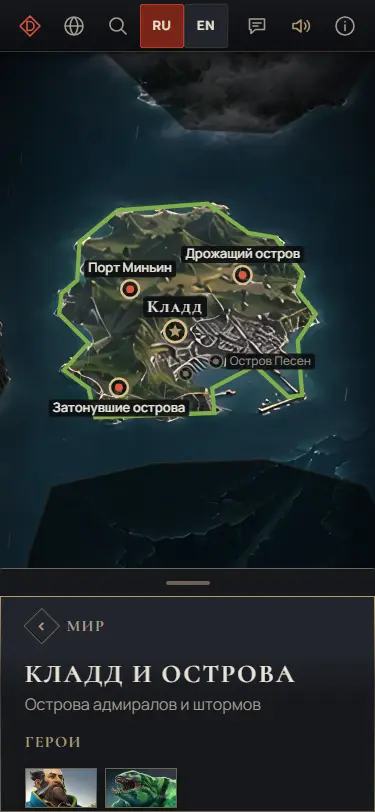 RU EN
Дрожащий остров
Порт Миньин
Кладд
Остров Песен
Затонувшие острова
МИР
КЛАДД И ОСТРОВА
Острова адмиралов и штормов
ГЕРОИ